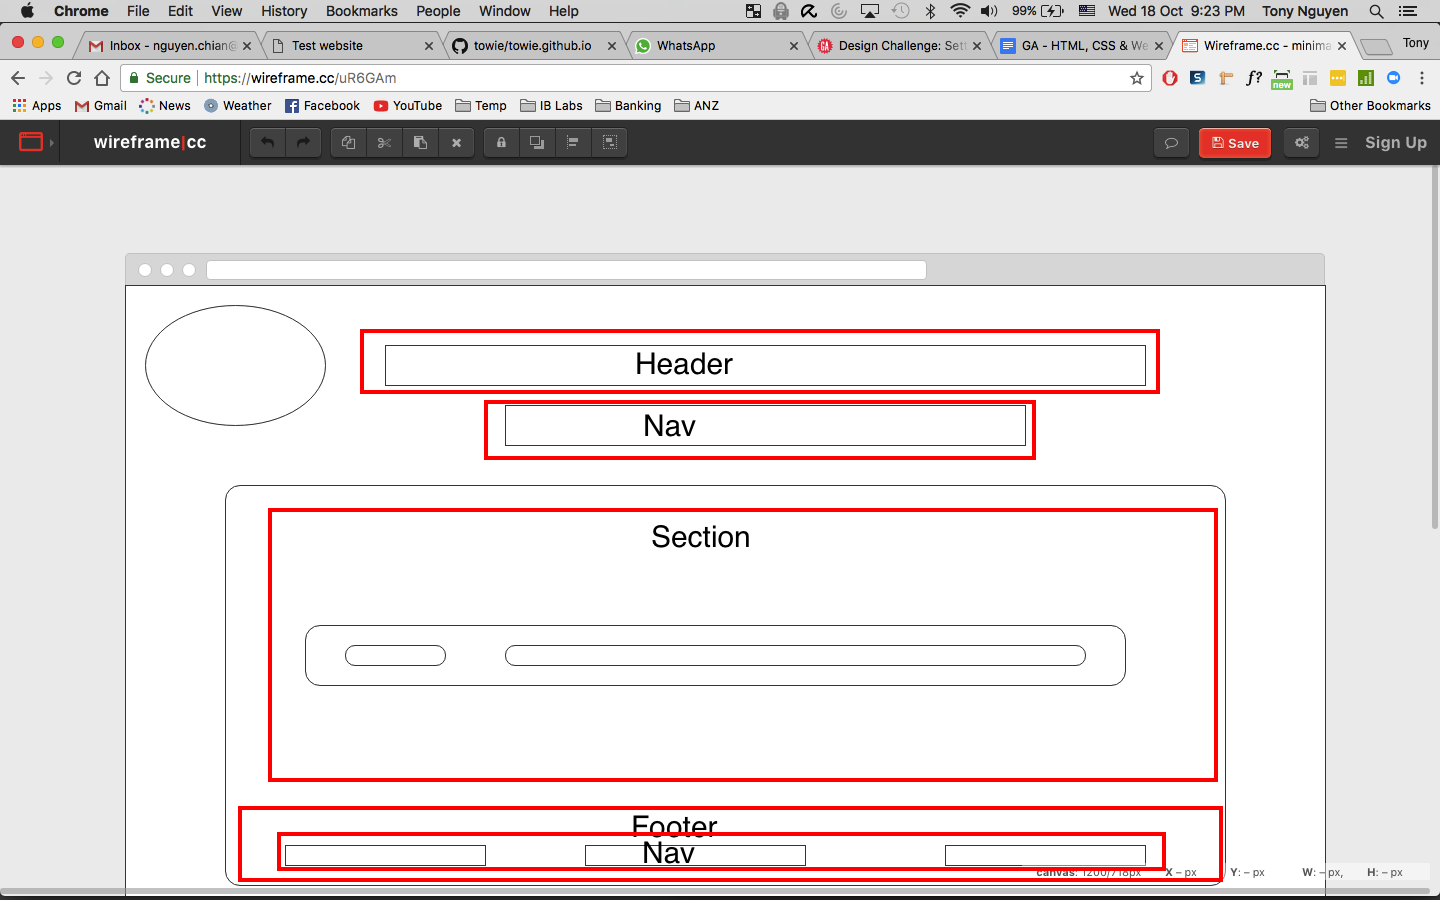 Chrome File Edit View History Bookmarks People Window Help 99% Wed 18 Oct 9:23 PM Tony Nguyen
Inbox - nguyen.chian@ Test website towie/towie.github.io WhatsApp Design Challenge: Sett GA - HTML, CSS & We Wireframe.cc - minima Tony
Secure https://wireframe.cc/uR6GAm
Apps Gmail News Weather Facebook YouTube Temp IB Labs Banking ANZ Other Bookmarks
wireframe|cc Save Sign Up
Header
Nav
Section
Footer
Nav
canvas: 1200/718px X – px Y: – px W: – px, H: – px